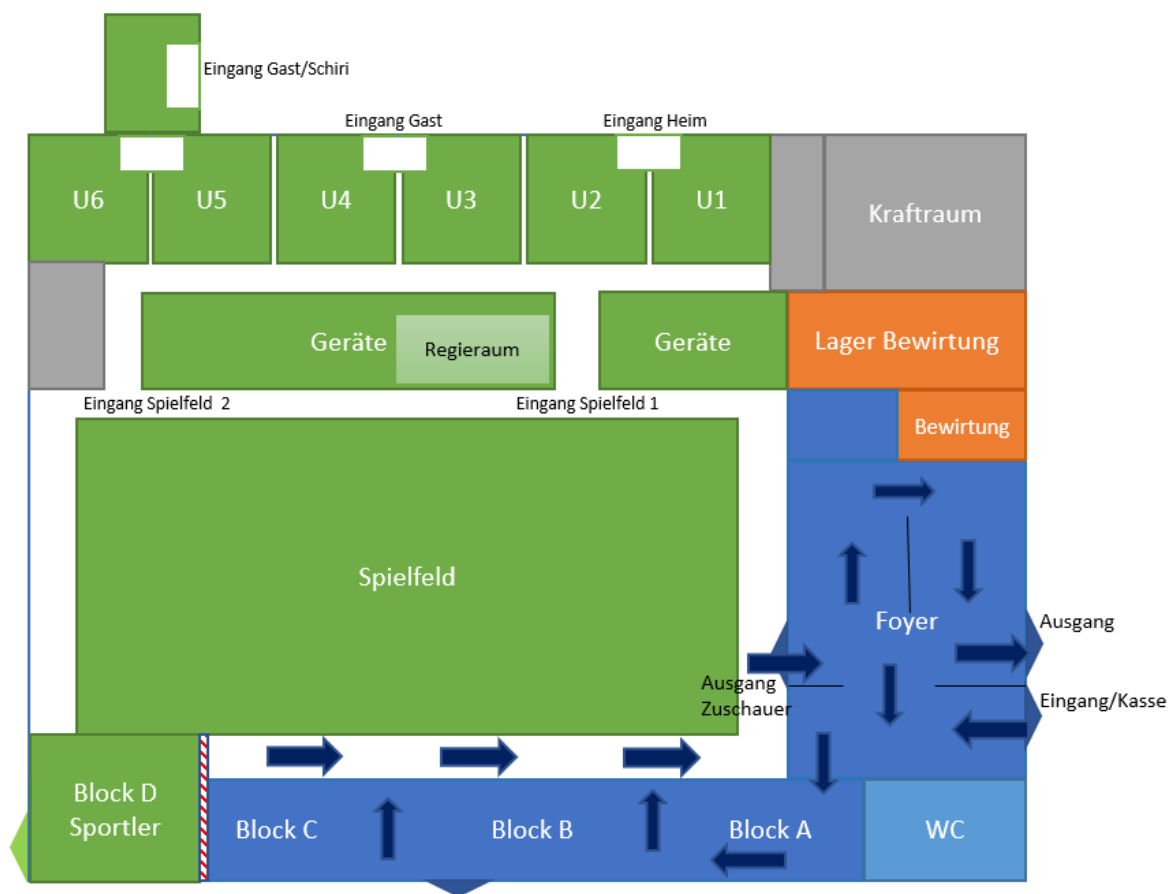 Eingang Gast/Schiri
Eingang Gast
Eingang Heim
U6
U5
U4
U3
U2
U1
Kraftraum
Geräte
Regieraum
Geräte
Lager Bewirtung
Eingang Spielfeld 2
Eingang Spielfeld 1
Bewirtung
Spielfeld
Foyer
Ausgang
Ausgang
Zuschauer
Eingang/Kasse
Block D
Sportler
Block C
Block B
Block A
WC